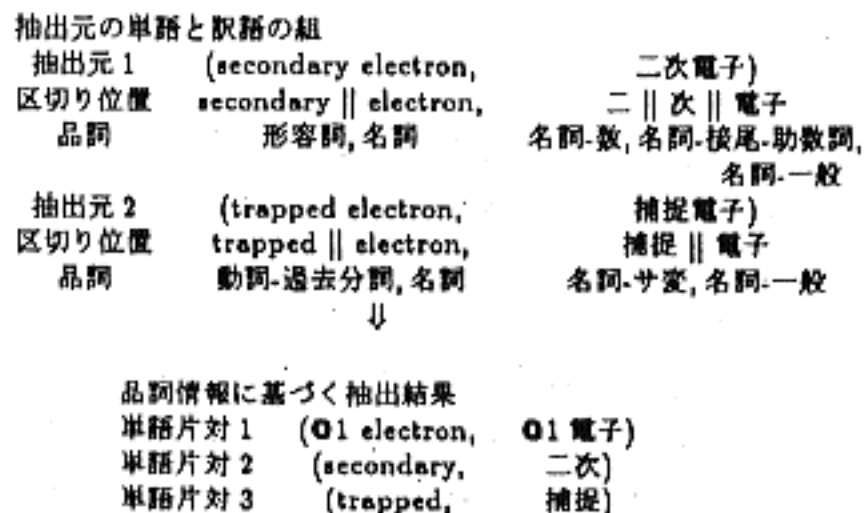 抽出元の単語と訳語の組
抽出元 1 (secondary electron, 二次電子)
区切り位置 secondary || electron, 二 || 次 || 電子
品詞 形容詞, 名詞 名詞-数, 名詞-接尾-助数詞,
名詞-一般
抽出元 2 (trapped electron, 捕捉電子)
区切り位置 trapped || electron, 捕捉 || 電子
品詞 動詞-過去分詞, 名詞 名詞-サ変, 名詞-一般
⇓
品詞情報に基づく抽出結果
単語片対 1 (@1 electron, @1 電子)
単語片対 2 (secondary, 二次)
単語片対 3 (trapped, 捕捉)